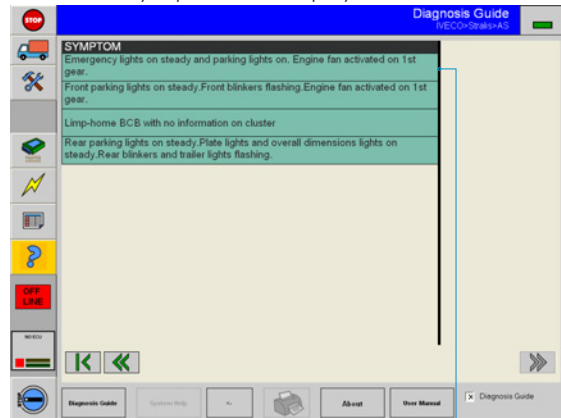 STOP
Diagnosis Guide
IVECO>Stralis>AS
SYMPTOM
Emergency lights on steady and parking lights on. Engine fan activated on 1st
gear.
Front parking lights on steady.Front blinkers flashing.Engine fan activated on 1st
gear.
Limp-home BCB with no information on cluster
Rear parking lights on steady.Plate lights and overall dimensions lights on
steady.Rear blinkers and trailer lights flashing.
OFF
LINE
NO ECU
Diagnosis Guide
System Help
<-
About
User Manual
x Diagnosis Guide